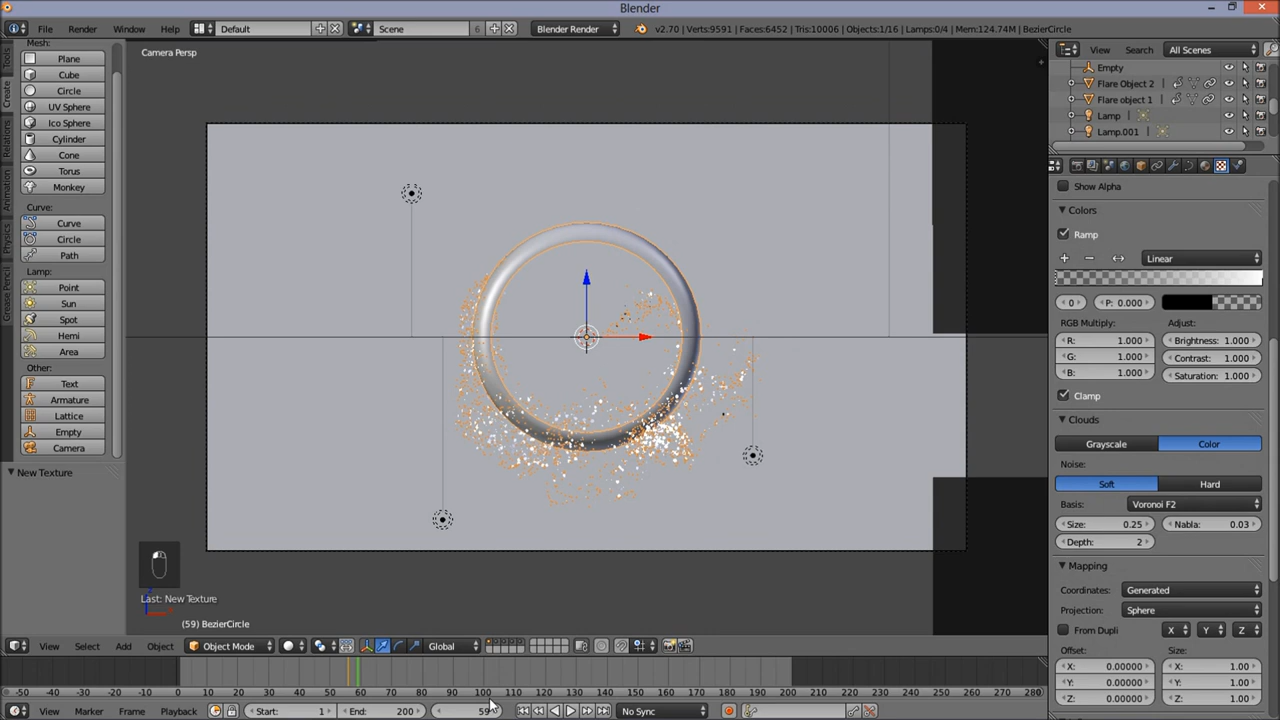 Blender
File Render Window Help Default Scene 6 Blender Render v2.70 | Verts:9591 | Faces:6452 | Tris:10006 | Objects:1/16 | Lamps:0/4 | Mem:124.74M | BezierCircle View Search All Scenes
Camera Persp
Tools
Create
Relations
Animation
Physics
Grease Pencil
Mesh:
Plane
Cube
Circle
UV Sphere
Ico Sphere
Cylinder
Cone
Torus
Monkey
Curve:
Curve
Circle
Path
Lamp:
Point
Sun
Spot
Hemi
Area
Other:
Text
Armature
Lattice
Empty
Camera
New Texture
Last: New Texture
(59) BezierCircle
Empty
Flare Object 2
Flare object 1
Lamp
Lamp.001
Show Alpha
Colors
Ramp
Linear
0 P: 0.000
RGB Multiply: Adjust:
R: 1.000 Brightness: 1.000
G: 1.000 Contrast: 1.000
B: 1.000 Saturation: 1.000
Clamp
Clouds
Grayscale Color
Noise:
Soft Hard
Basis: Voronoi F2
Size: 0.25 Nabla: 0.03
Depth: 2
Mapping
Coordinates: Generated
Projection: Sphere
From Dupli X Y Z
Offset: Size:
X: 0.00000 X: 1.00
Y: 0.00000 Y: 1.00
Z: 0.00000 Z: 1.00
View Select Add Object Object Mode Global
-50 -40 -30 -20 -10 0 10 20 30 40 50 60 70 80 90 100 110 120 130 140 150 160 170 180 190 200 210 220 230 240 250 260 270 280
View Marker Frame Playback Start: 1 End: 200 59 No Sync